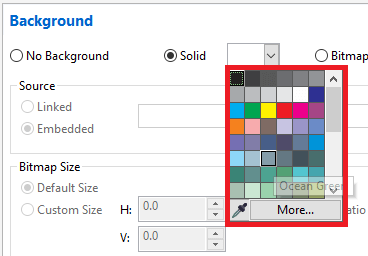 Background
No Background
Solid
Bitmap
Source
Linked
Embedded
Bitmap Size
Default Size
Custom Size
H:
0.0
V:
0.0
Ocean Green
More...
atio